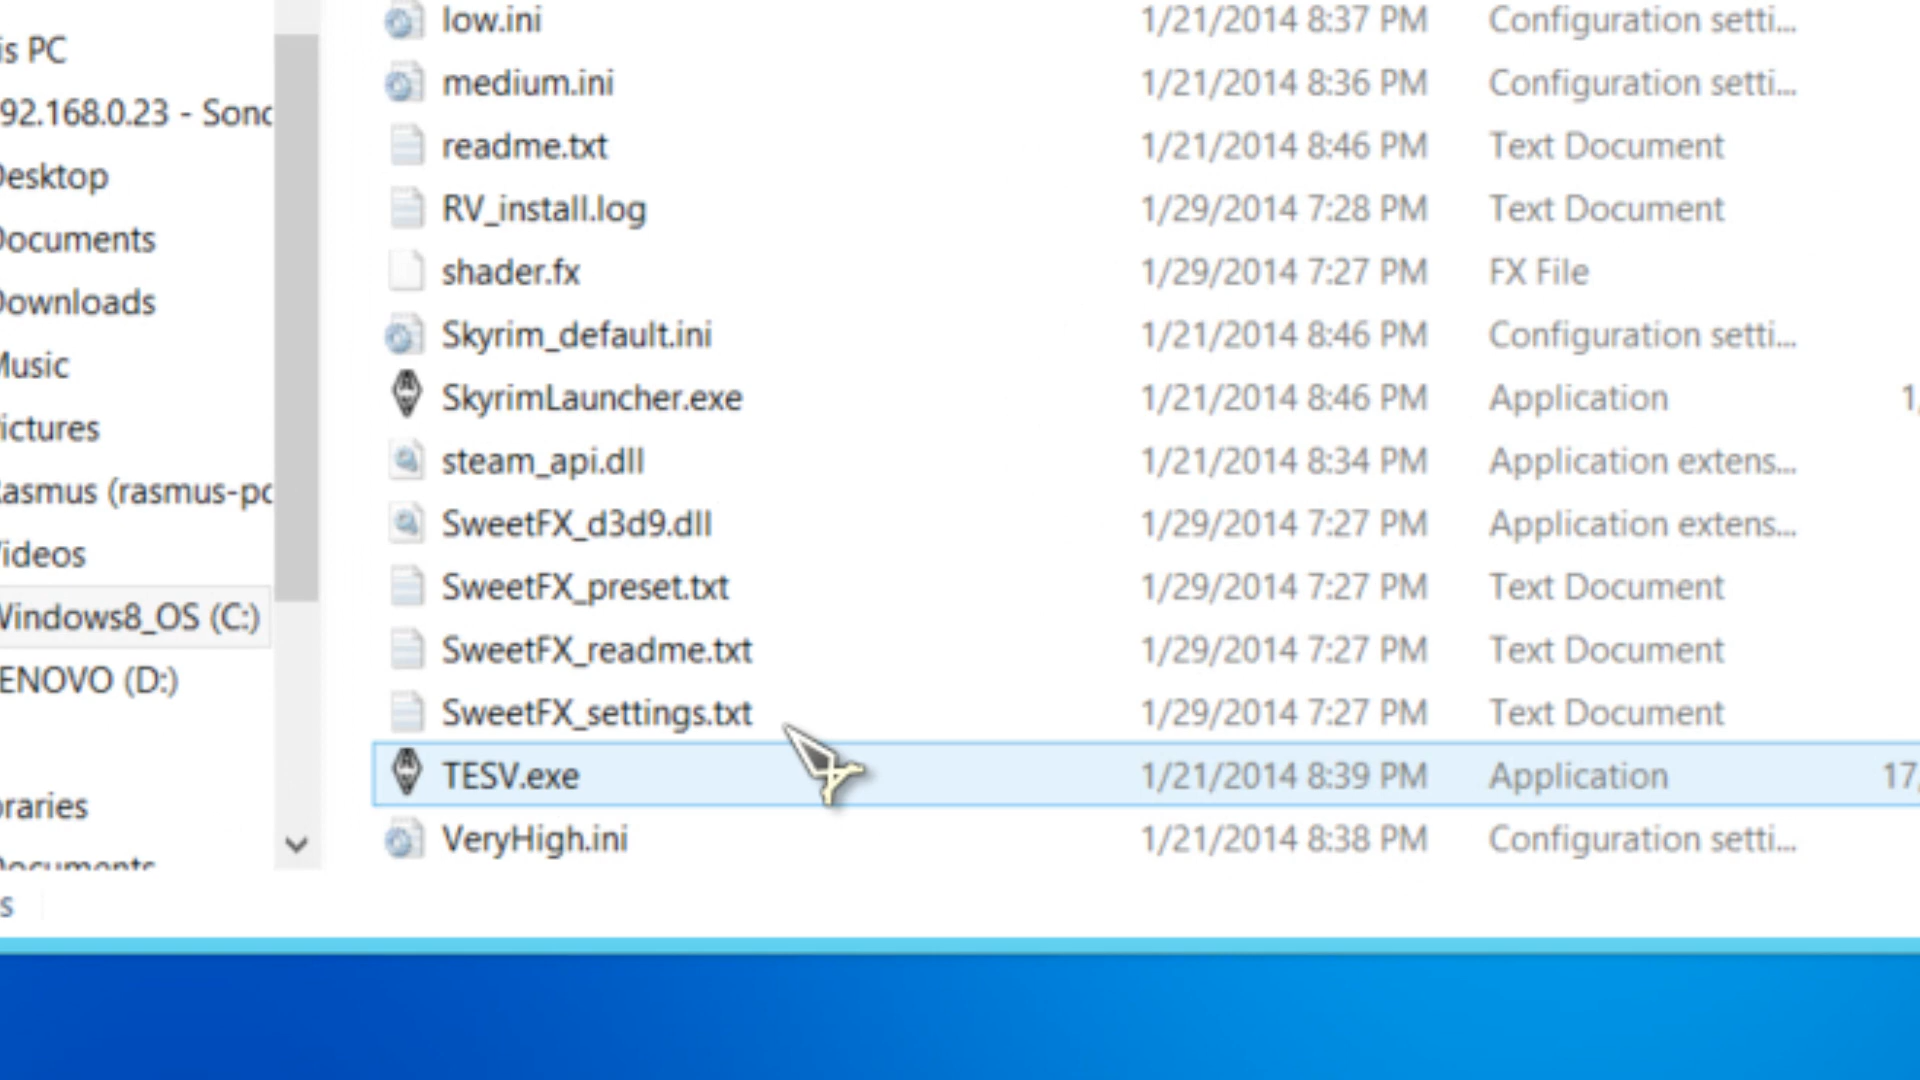 is PC
92.168.0.23 - Sonc
Desktop
Documents
Downloads
Music
ictures
Rasmus (rasmus-pc
Videos
Windows8_OS (C:)
ENOVO (D:)
braries
Documents
s
low.ini 1/21/2014 8:37 PM Configuration setti...
medium.ini 1/21/2014 8:36 PM Configuration setti...
readme.txt 1/21/2014 8:46 PM Text Document
RV_install.log 1/29/2014 7:28 PM Text Document
shader.fx 1/29/2014 7:27 PM FX File
Skyrim_default.ini 1/21/2014 8:46 PM Configuration setti...
SkyrimLauncher.exe 1/21/2014 8:46 PM Application 1,
steam_api.dll 1/21/2014 8:34 PM Application extens...
SweetFX_d3d9.dll 1/29/2014 7:27 PM Application extens...
SweetFX_preset.txt 1/29/2014 7:27 PM Text Document
SweetFX_readme.txt 1/29/2014 7:27 PM Text Document
SweetFX_settings.txt 1/29/2014 7:27 PM Text Document
TESV.exe 1/21/2014 8:39 PM Application 17,
VeryHigh.ini 1/21/2014 8:38 PM Configuration setti...